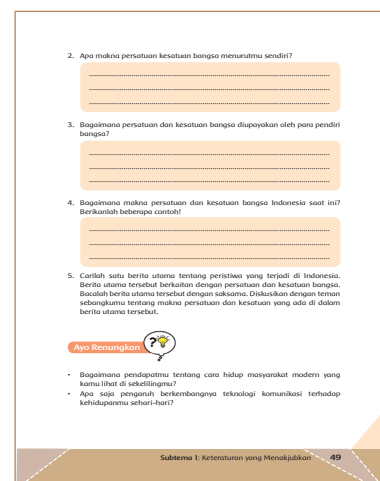 2. Apa makna persatuan kesatuan bangsa menurutmu sendiri?
3. Bagaimana persatuan dan kesatuan bangsa diupayakan oleh para pendiri
bangsa?
4. Bagaimana makna persatuan dan kesatuan bangsa Indonesia saat ini?
Berikanlah beberapa contoh!
5. Carilah satu berita utama tentang peristiwa yang terjadi di Indonesia.
Berita utama tersebut berkaitan dengan persatuan dan kesatuan bangsa.
Bacalah berita utama tersebut dengan saksama. Diskusikan dengan teman
sebangkumu tentang makna persatuan dan kesatuan yang ada di dalam
berita utama tersebut.
Ayo Renungkan
?
• Bagaimana pendapatmu tentang cara hidup masyarakat modern yang
kamu lihat di sekelilingmu?
• Apa saja pengaruh berkembangnya teknologi komunikasi terhadap
kehidupanmu sehari-hari?
Subtema 1: Keteraturan yang Menakjubkan 49